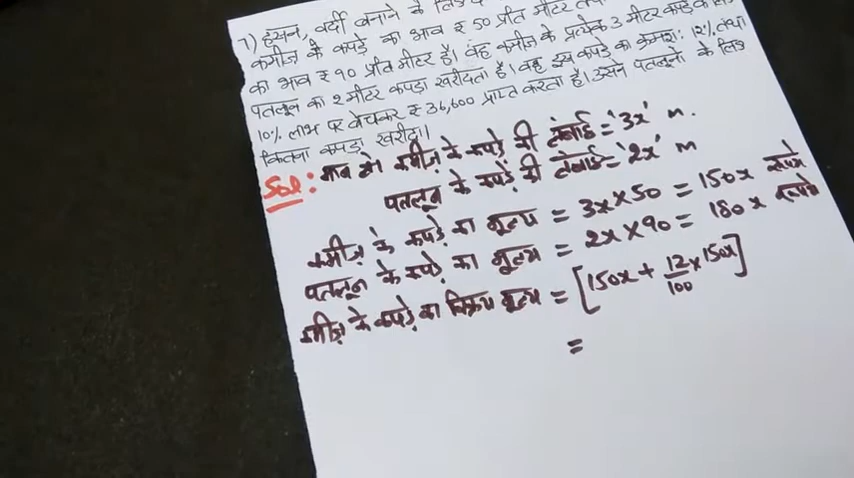 7) हसन, वर्दी बनाने के लिए
कमीज के कपड़े का भाव ₹ 50 प्रति मीटर तथा
का भाव ₹ 90 प्रति मीटर है। वह कमीज के प्रत्येक 3 मीटर कपड़े के
पतलून का 2 मीटर कपड़ा खरीदता है। वह इस कपड़े को क्रमशः 12% तथा
10% लाभ पर बेचकर ₹ 36,600 प्राप्त करता है। उसने पतलूनों के लिए
कितना कपड़ा खरीदा।
Sol: माना कमीज़ के कपड़े की लंबाई = '3x' m.
पतलून के कपड़े की लंबाई = '2x' m
कमीज़ के कपड़े का मूल्य = 3x × 50 = 150x रूपये
पतलून के कपड़े का मूल्य = 2x × 90 = 180x रूपये
कमीज़ के कपड़े का विक्रय मूल्य = [150x + 12/100 × 150x]
=